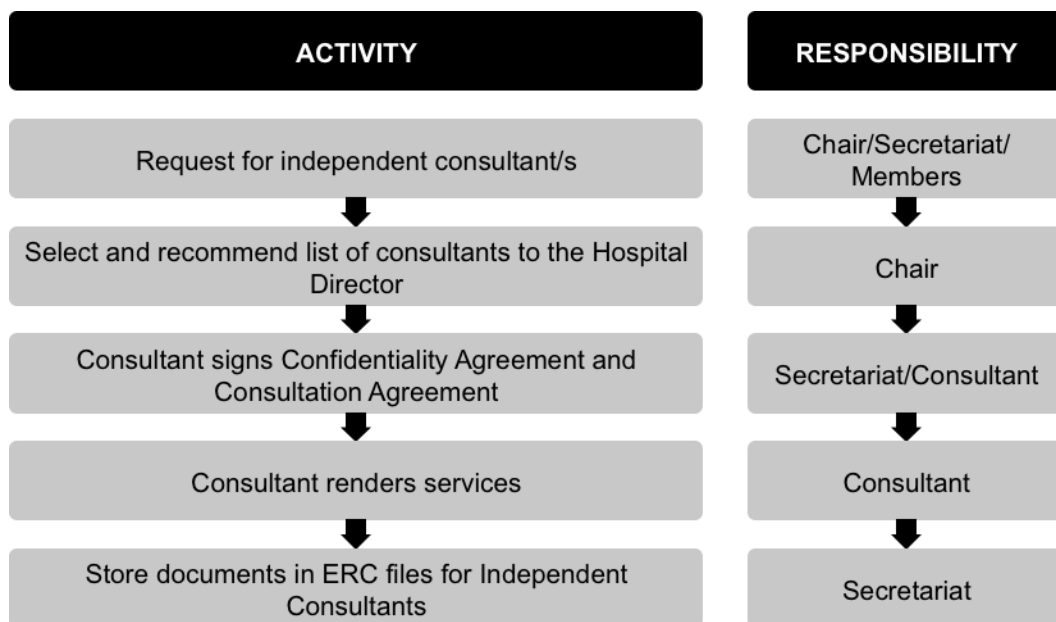 ACTIVITY
RESPONSIBILITY
Request for independent consultant/s
Chair/Secretariat/
Members
Select and recommend list of consultants to the Hospital
Director
Chair
Consultant signs Confidentiality Agreement and
Consultation Agreement
Secretariat/Consultant
Consultant renders services
Consultant
Store documents in ERC files for Independent
Consultants
Secretariat